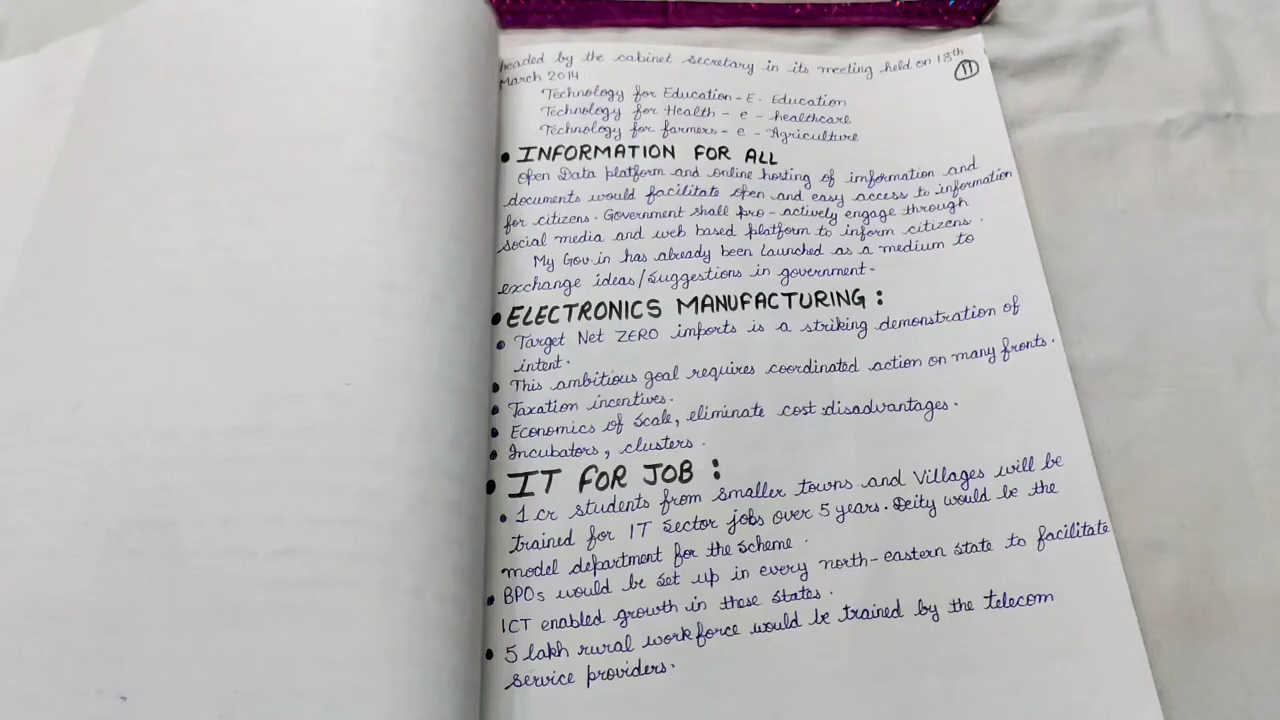 headed by the cabinet secretary in its meeting held on 18th
March 2014.
11
Technology for Education - E. Education
Technology for Health - e - healthcare
Technology for farmers - e - Agriculture
• INFORMATION FOR ALL
Open Data platform and online hosting of information and
documents would facilitate open and easy access to information
for citizens. Government shall pro-actively engage through
social media and web based platform to inform citizens.
My Gov.in has already been launched as a medium to
exchange ideas/suggestions in government-
• ELECTRONICS MANUFACTURING :
• Target Net ZERO imports is a striking demonstration of
intent.
• This ambitious goal requires coordinated action on many fronts.
• Taxation incentives.
• Economics of Scale, eliminate cost disadvantages.
• Incubators, clusters.
• IT FOR JOB :
• 1 cr students from smaller towns and Villages will be
trained for IT Sector jobs over 5 years. Deity would be the
model department for the scheme.
• BPOs would be set up in every north-eastern state to facilitate
ICT enabled growth in these states.
• 5 lakh rural workforce would be trained by the telecom
service providers.